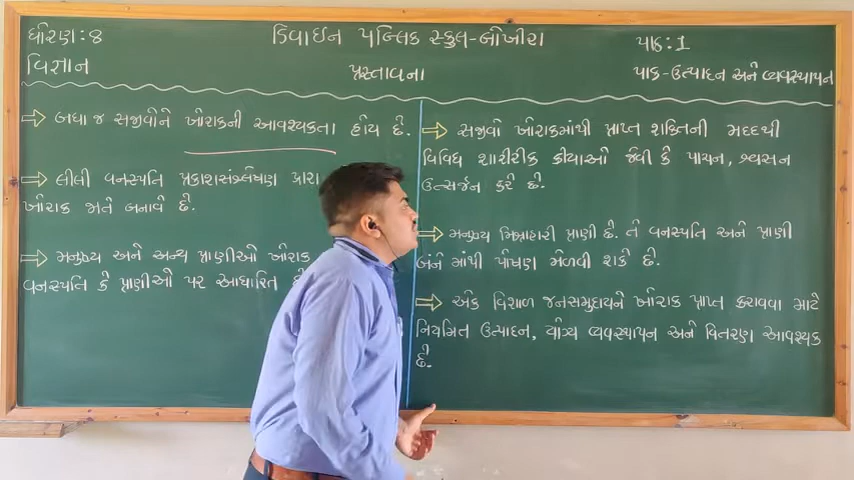 ધોરણ: ૪
ડિવાઈન પબ્લિક સ્કુલ-બોખીરા
પાઠ: 1
વિજ્ઞાન
પ્રસ્તાવના
પાક-ઉત્પાદન અને વ્યવસ્થાપન
બધા જ સજીવોને ખોરાકની આવશ્યકતા હોય છે.
લીલી વનસ્પતિ પ્રકાશસંશ્લેષણ દ્વારા
ખોરાક મતે બનાવે છે.
મનુષ્ય અને અન્ય પ્રાણીઓ ખોરાક
વનસ્પતિ કે પ્રાણીઓ પર આધારિત
સજીવો ખોરાકમાંથી પ્રાપ્ત શક્તિની મદદથી
વિવિધ શારીરીક ક્રીયાઓ જેવી કે પાચન, શ્વસન
ઉત્સર્જન કરે છે.
મનુષ્ય મિશ્રાહારી પ્રાણી છે. તે વનસ્પતિ અને પ્રાણી
બંને માંથી પોષણ મેળવી શકે છે.
એક વિશાળ જનસમુદાયને ખોરાક પ્રાપ્ત કરાવવા માટે
નિયમિત ઉત્પાદન, યોગ્ય વ્યવસ્થાપન અને વિતરણ આવશ્યક
છે.